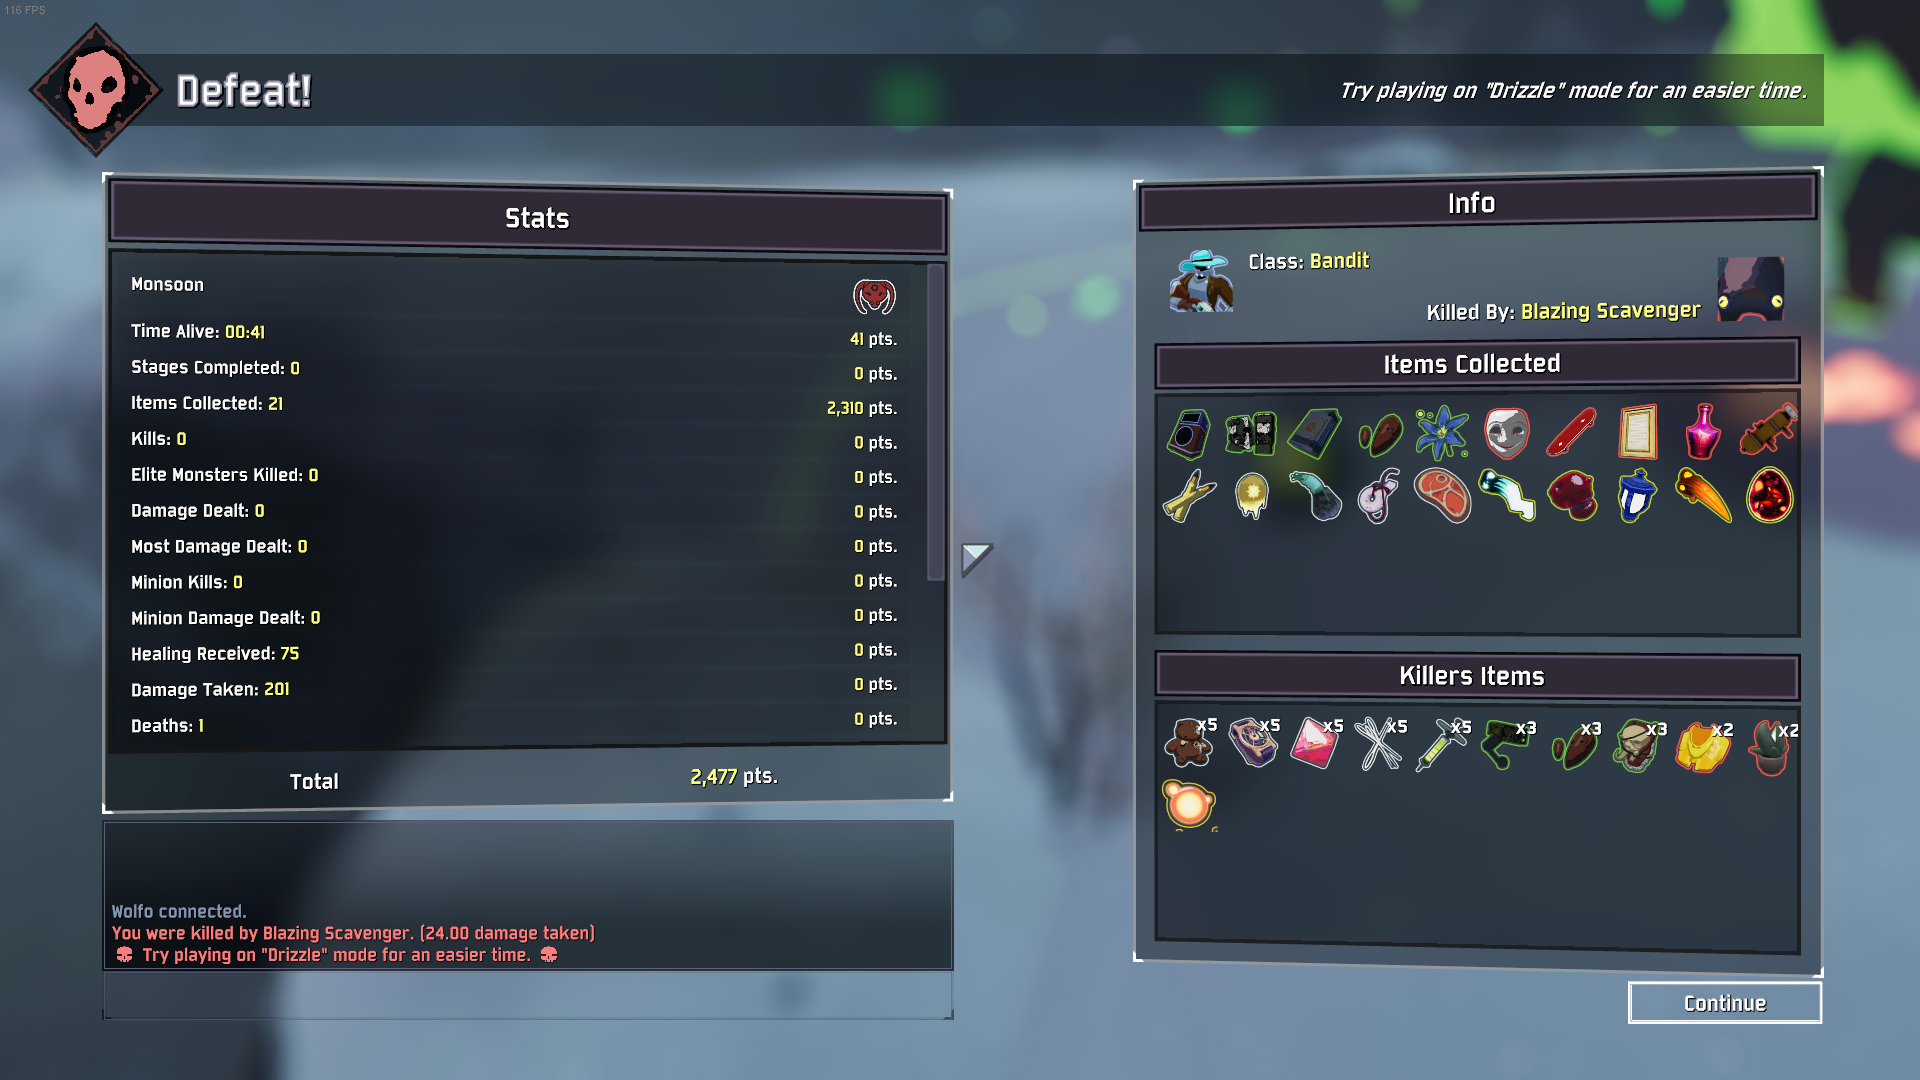 116 FPS
Defeat!
Try playing on "Drizzle" mode for an easier time.
Stats
Monsoon
Time Alive: 00:41
41 pts.
Stages Completed: 0
0 pts.
Items Collected: 21
2,310 pts.
Kills: 0
0 pts.
Elite Monsters Killed: 0
0 pts.
Damage Dealt: 0
0 pts.
Most Damage Dealt: 0
0 pts.
Minion Kills: 0
0 pts.
Minion Damage Dealt: 0
0 pts.
Healing Received: 75
0 pts.
Damage Taken: 201
0 pts.
Deaths: 1
0 pts.
Total
2,477 pts.
Wolfo connected.
You were killed by Blazing Scavenger. (24.00 damage taken)
Try playing on "Drizzle" mode for an easier time.
Info
Class: Bandit
Killed By: Blazing Scavenger
Items Collected
Killers Items
x5 x5 x5 x5 x5 x3 x3 x3 x2 x2
Continue